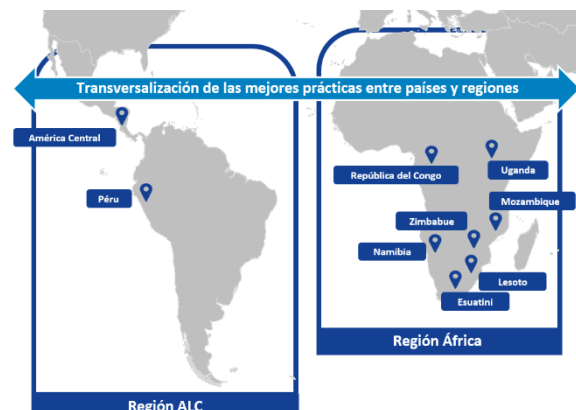 Transversalización de las mejores prácticas entre países y regiones
América Central
Péru
República del Congo
Uganda
Mozambique
Zimbabue
Namibia
Lesoto
Esuatini
Región África
Región ALC